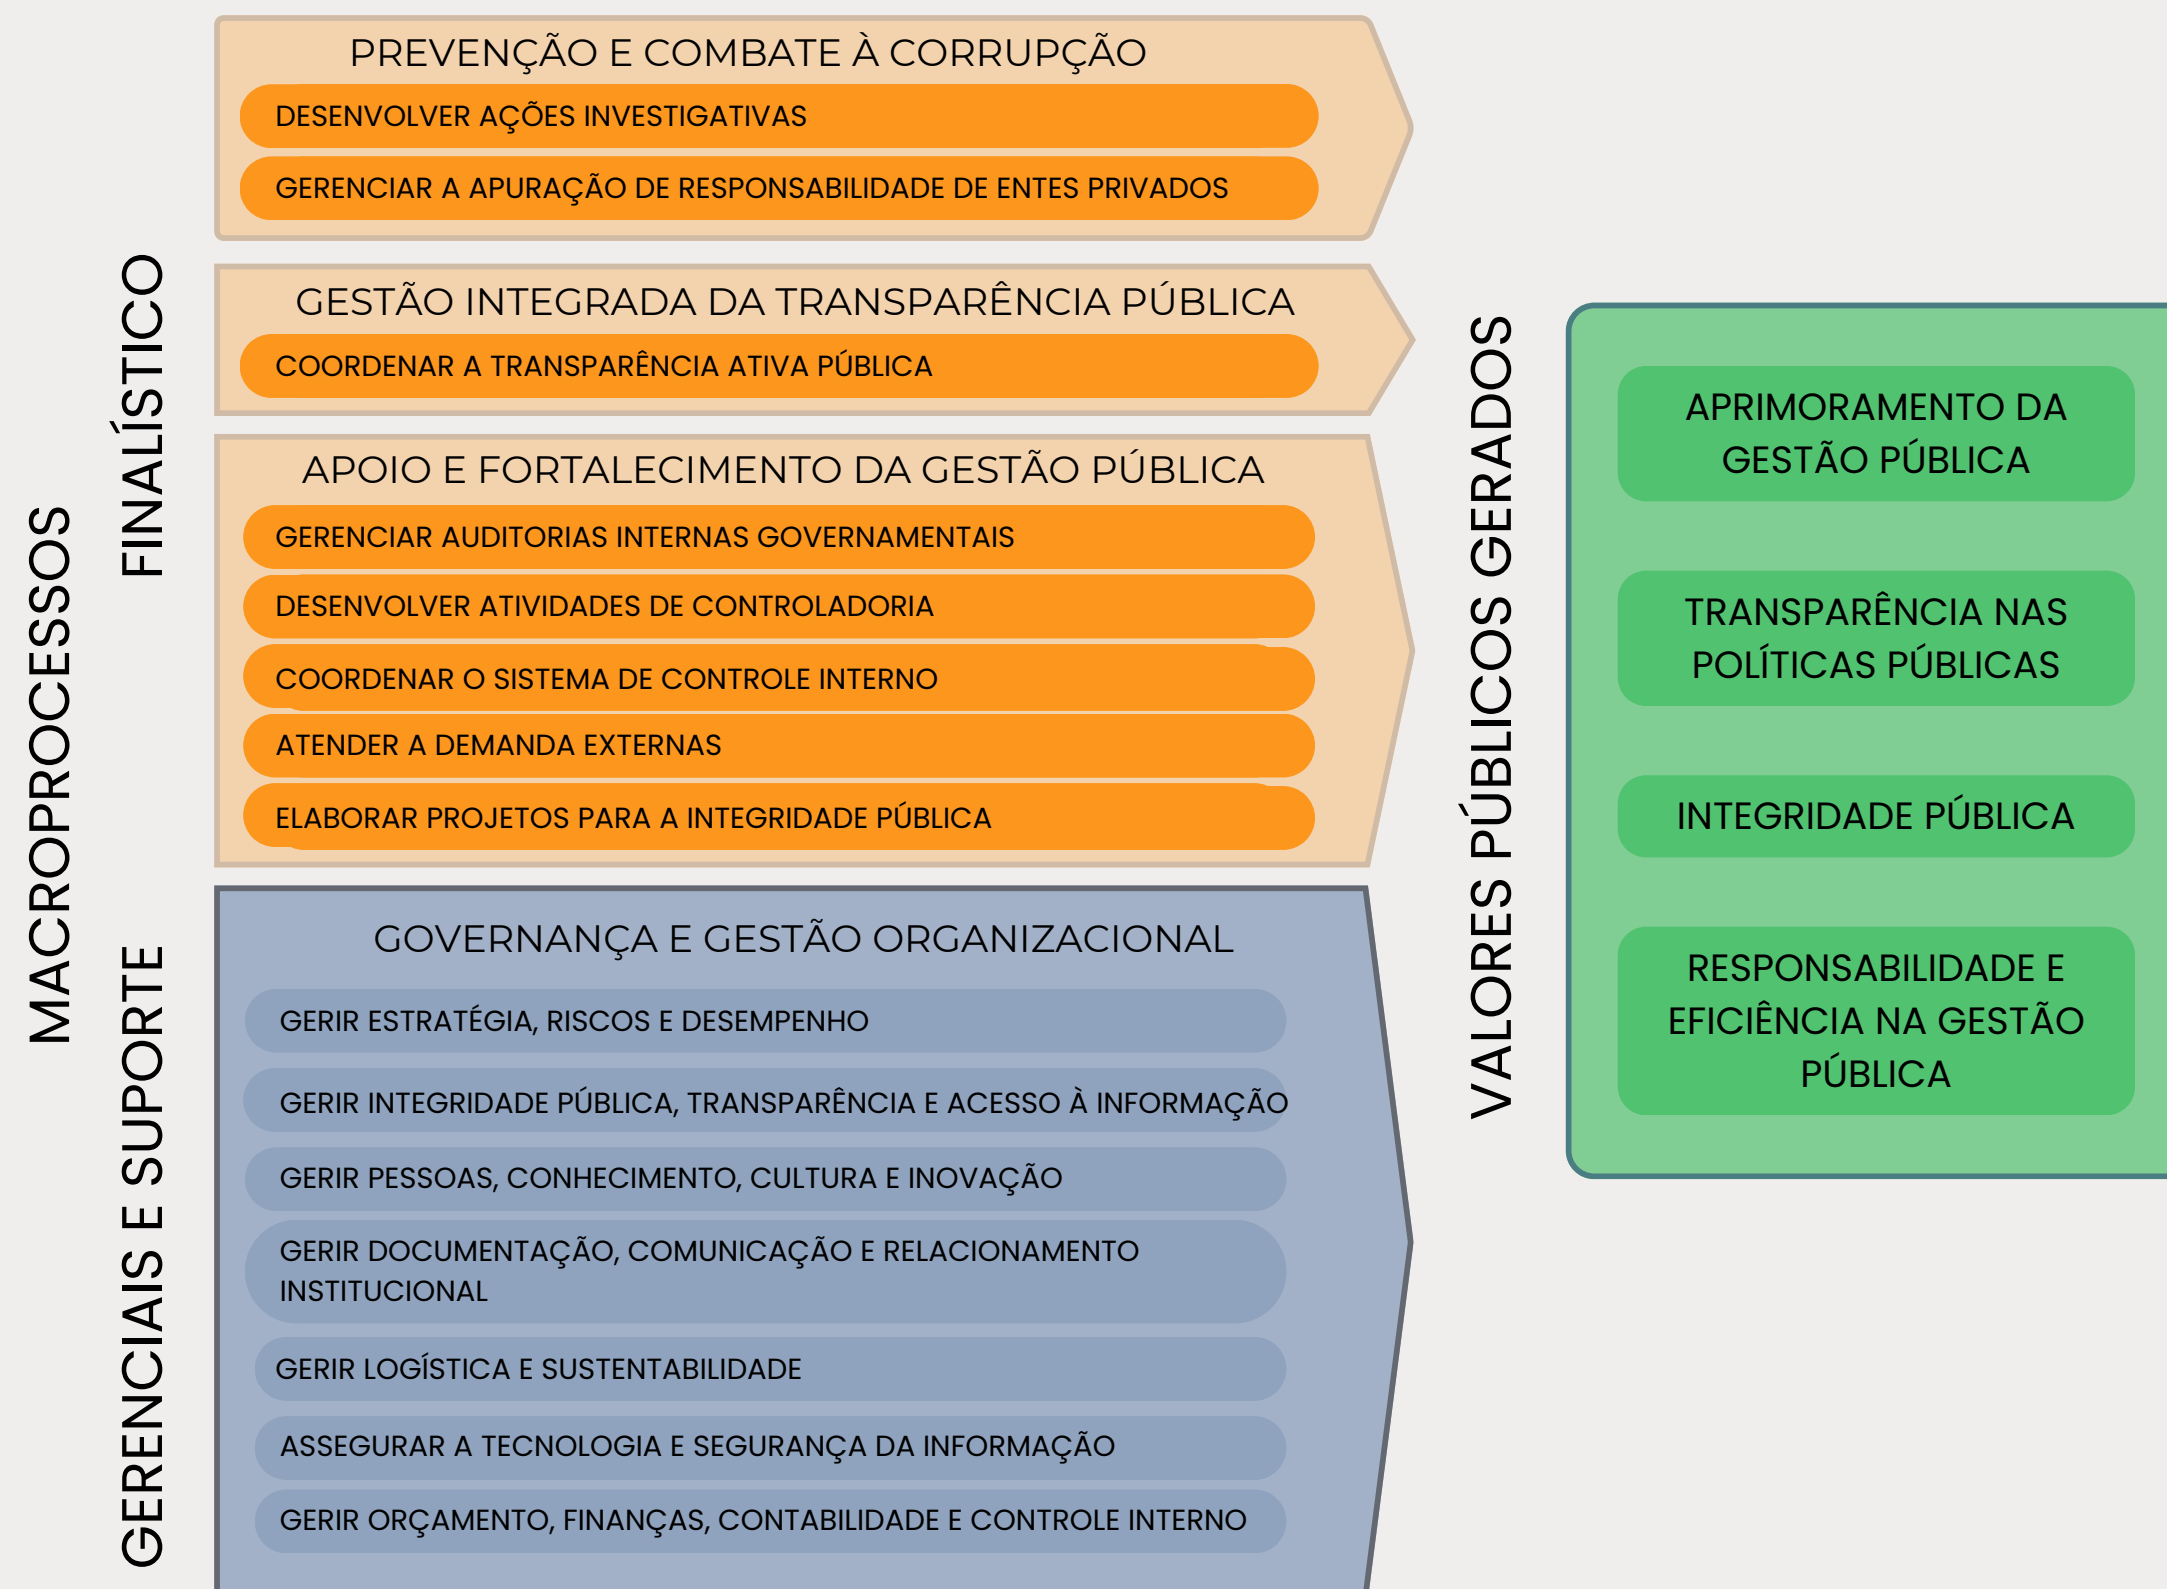 MACROPROCESSOS
FINALÍSTICO
PREVENÇÃO E COMBATE À CORRUPÇÃO
DESENVOLVER AÇÕES INVESTIGATIVAS
GERENCIAR A APURAÇÃO DE RESPONSABILIDADE DE ENTES PRIVADOS
GESTÃO INTEGRADA DA TRANSPARÊNCIA PÚBLICA
COORDENAR A TRANSPARÊNCIA ATIVA PÚBLICA
APOIO E FORTALECIMENTO DA GESTÃO PÚBLICA
GERENCIAR AUDITORIAS INTERNAS GOVERNAMENTAIS
DESENVOLVER ATIVIDADES DE CONTROLADORIA
COORDENAR O SISTEMA DE CONTROLE INTERNO
ATENDER A DEMANDA EXTERNAS
ELABORAR PROJETOS PARA A INTEGRIDADE PÚBLICA
GERENCIAIS E SUPORTE
GOVERNANÇA E GESTÃO ORGANIZACIONAL
GERIR ESTRATÉGIA, RISCOS E DESEMPENHO
GERIR INTEGRIDADE PÚBLICA, TRANSPARÊNCIA E ACESSO À INFORMAÇÃO
GERIR PESSOAS, CONHECIMENTO, CULTURA E INOVAÇÃO
GERIR DOCUMENTAÇÃO, COMUNICAÇÃO E RELACIONAMENTO
INSTITUCIONAL
GERIR LOGÍSTICA E SUSTENTABILIDADE
ASSEGURAR A TECNOLOGIA E SEGURANÇA DA INFORMAÇÃO
GERIR ORÇAMENTO, FINANÇAS, CONTABILIDADE E CONTROLE INTERNO
VALORES PÚBLICOS GERADOS
APRIMORAMENTO DA
GESTÃO PÚBLICA
TRANSPARÊNCIA NAS
POLÍTICAS PÚBLICAS
INTEGRIDADE PÚBLICA
RESPONSABILIDADE E
EFICIÊNCIA NA GESTÃO
PÚBLICA